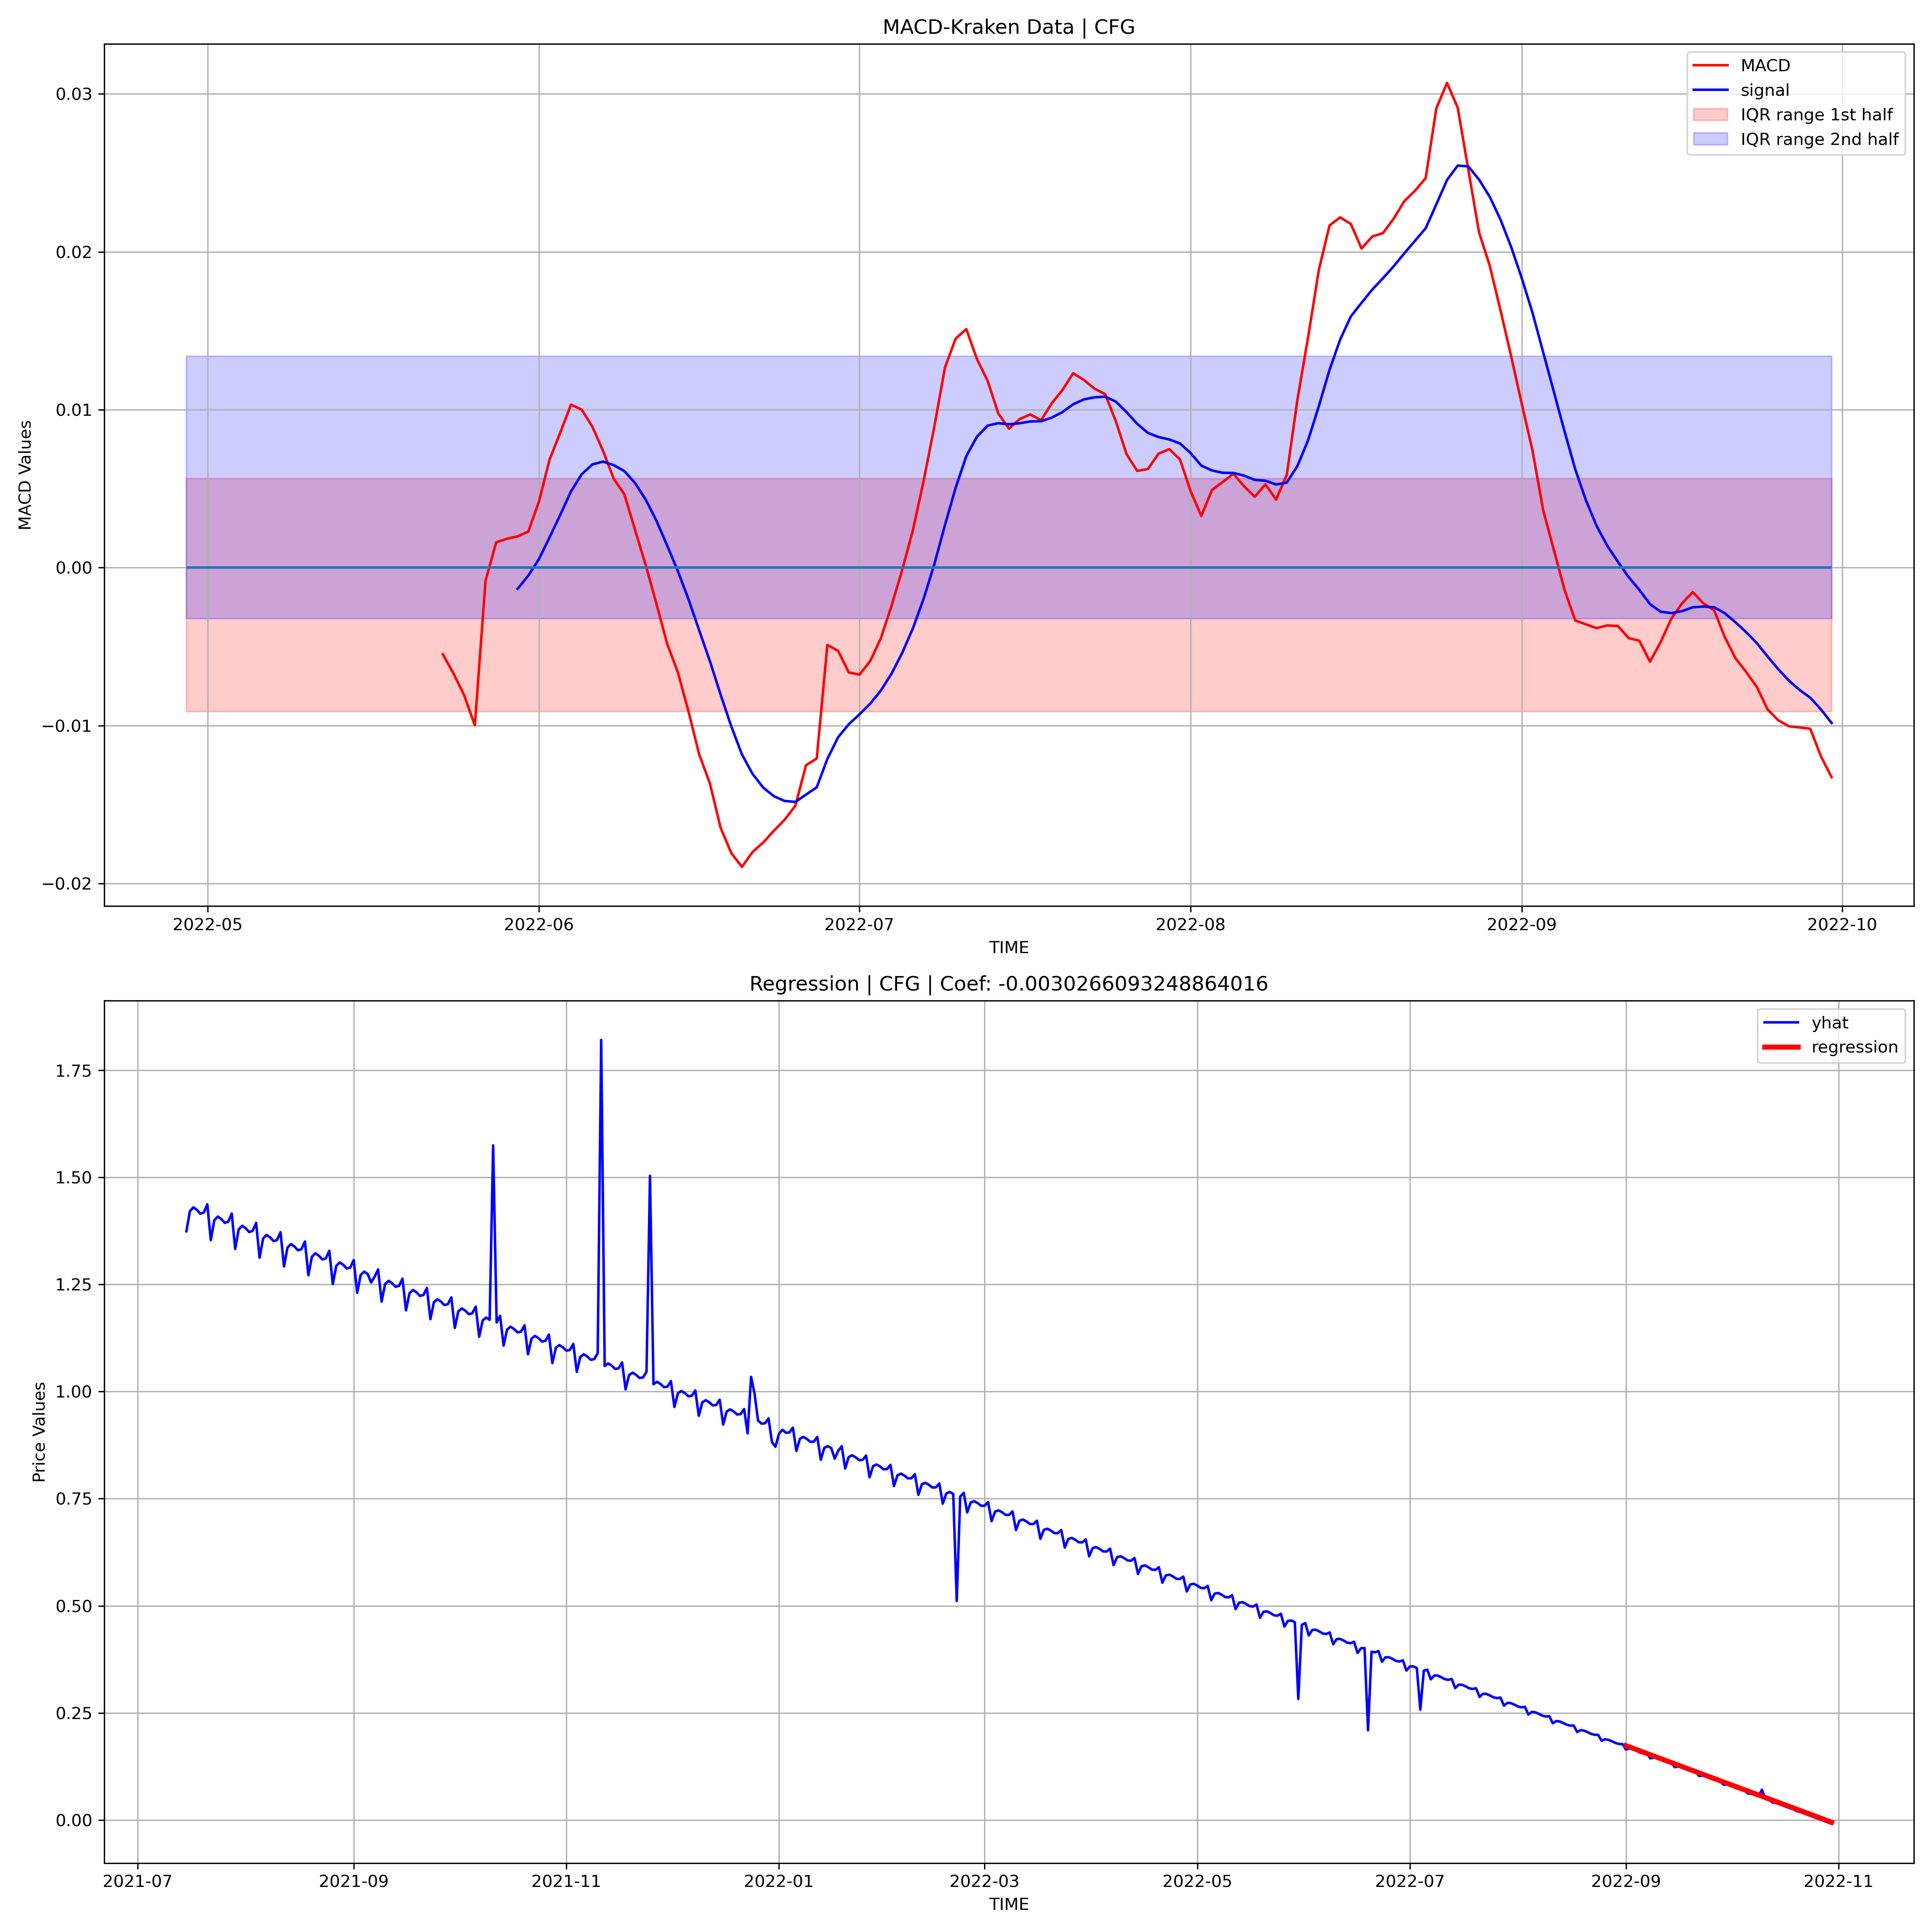 MACD-Kraken Data | CFG
MACD
signal
IQR range 1st half
IQR range 2nd half
MACD Values
0.03
0.02
0.01
0.00
−0.01
−0.02
2022-05 2022-06 2022-07 2022-08 2022-09 2022-10
TIME
Regression | CFG | Coef: -0.0030266093248864016
yhat
regression
Price Values
1.75
1.50
1.25
1.00
0.75
0.50
0.25
0.00
2021-07 2021-09 2021-11 2022-01 2022-03 2022-05 2022-07 2022-09 2022-11
TIME